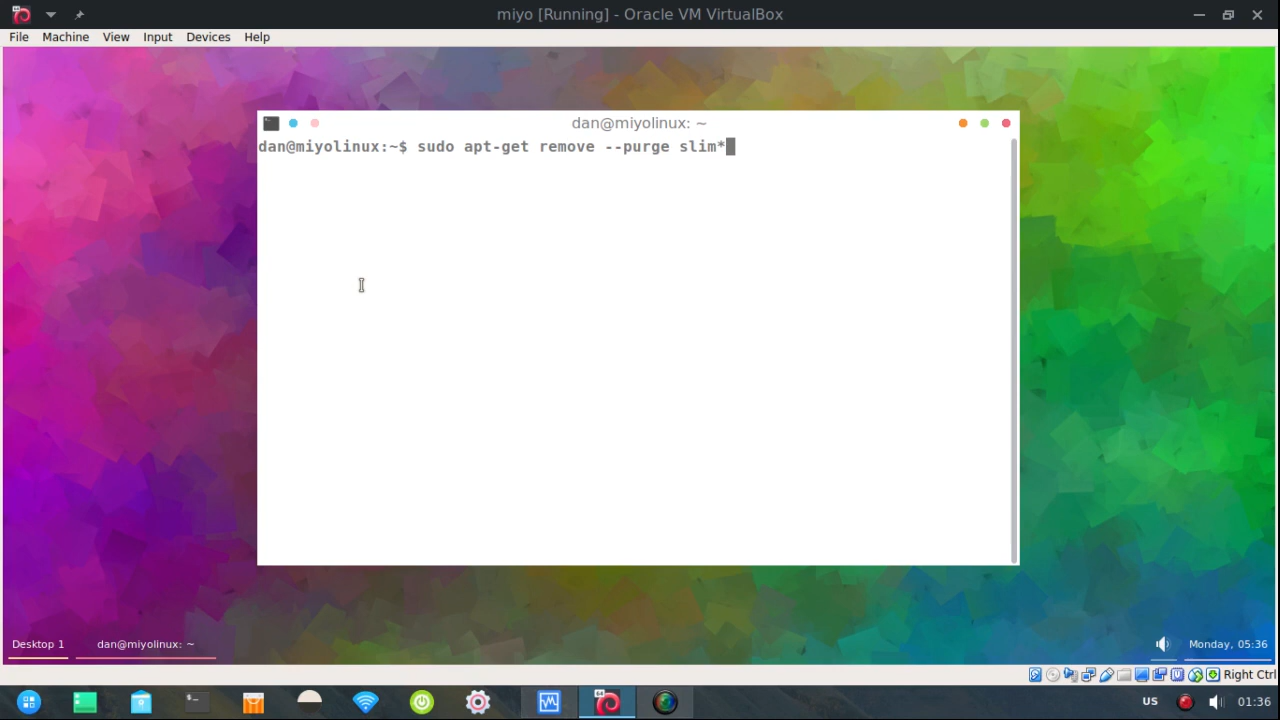 miyo [Running] - Oracle VM VirtualBox
File Machine View Input Devices Help
dan@miyolinux: ~
dan@miyolinux:~$ sudo apt-get remove --purge slim*
Desktop 1 dan@miyolinux: ~ Monday, 05:36
Right Ctrl
US 01:36